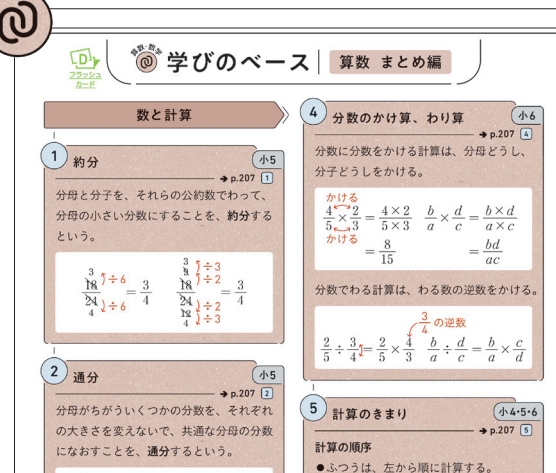 D
フラッシュ
カード
算数・数学
学びのベース
算数 まとめ編
数と計算
1 約分 小5
➔ p.207 1
分母と分子を、それらの公約数でわって、
分母の小さい分数にすることを、約分する
という。
3
18/24 ÷6 ÷6 = 3/4
4
3
9 ÷3
18/24 ÷2 ÷2 = 3/4
12 ÷3
4
2 通分 小5
➔ p.207 2
分母がちがういくつかの分数を、それぞれ
の大きさを変えないで、共通な分母の分数
になおすことを、通分するという。
4 分数のかけ算、わり算 小6
➔ p.207 4
分数に分数をかける計算は、分母どうし、
分子どうしをかける。
かける
4/5 × 2/3 = 4×2/5×3 b/a × d/c = b×d/a×c
かける
= 8/15 = bd/ac
分数でわる計算は、わる数の逆数をかける。
3/4 の逆数
2/5 ÷ 3/4 = 2/5 × 4/3 b/a ÷ d/c = b/a × c/d
5 計算のきまり 小4・5・6
➔ p.207 5
計算の順序
●ふつうは、左から順に計算する。